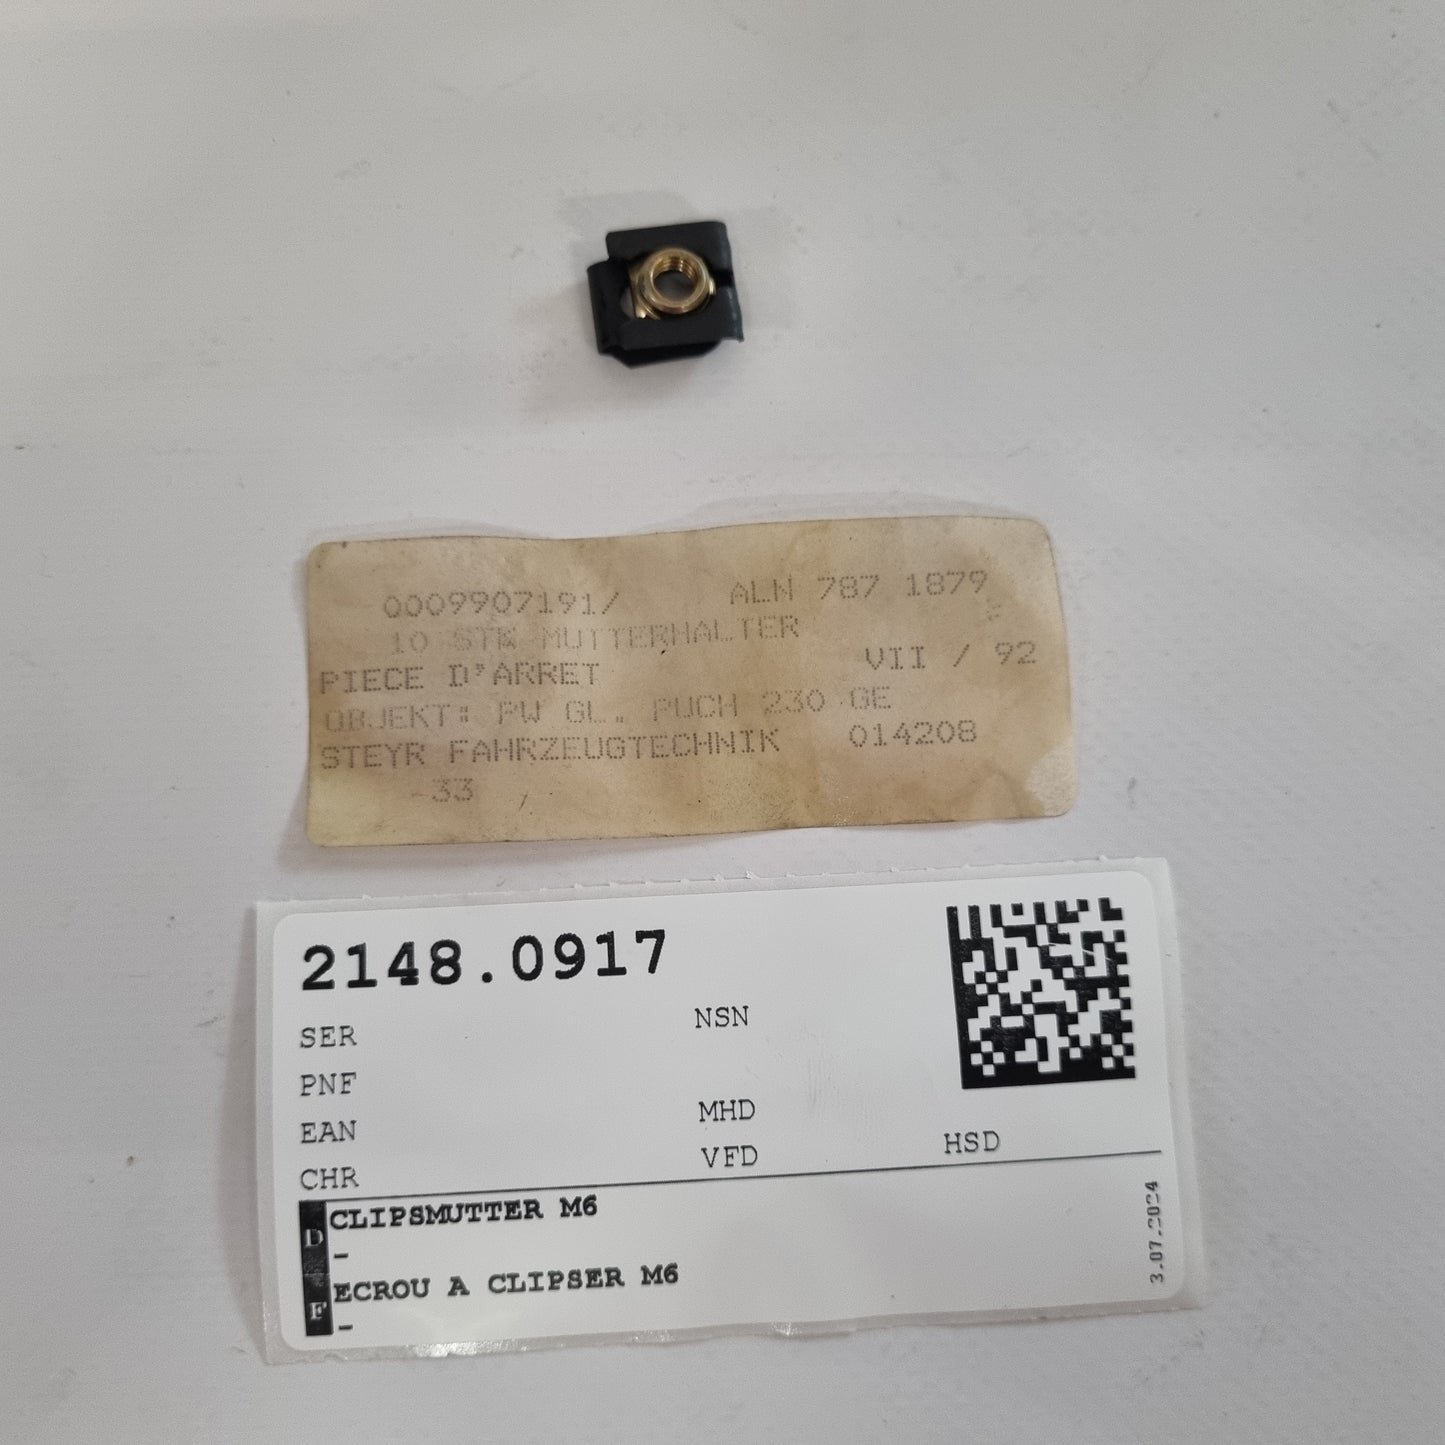 0009907191/ ALN 787 1879
10 STK MUTTERHALTER
PIECE D'ARRET VII / 92
OBJEKT: PW GL. PUCH 230 GE
STEYR FAHRZEUGTECHNIK 014208
-33
2148.0917
SER NSN
PNF
EAN MHD
CHR VFD HSD
D CLIPSMUTTER M6
-
F ECROU A CLIPSER M6
-
3.07.2024